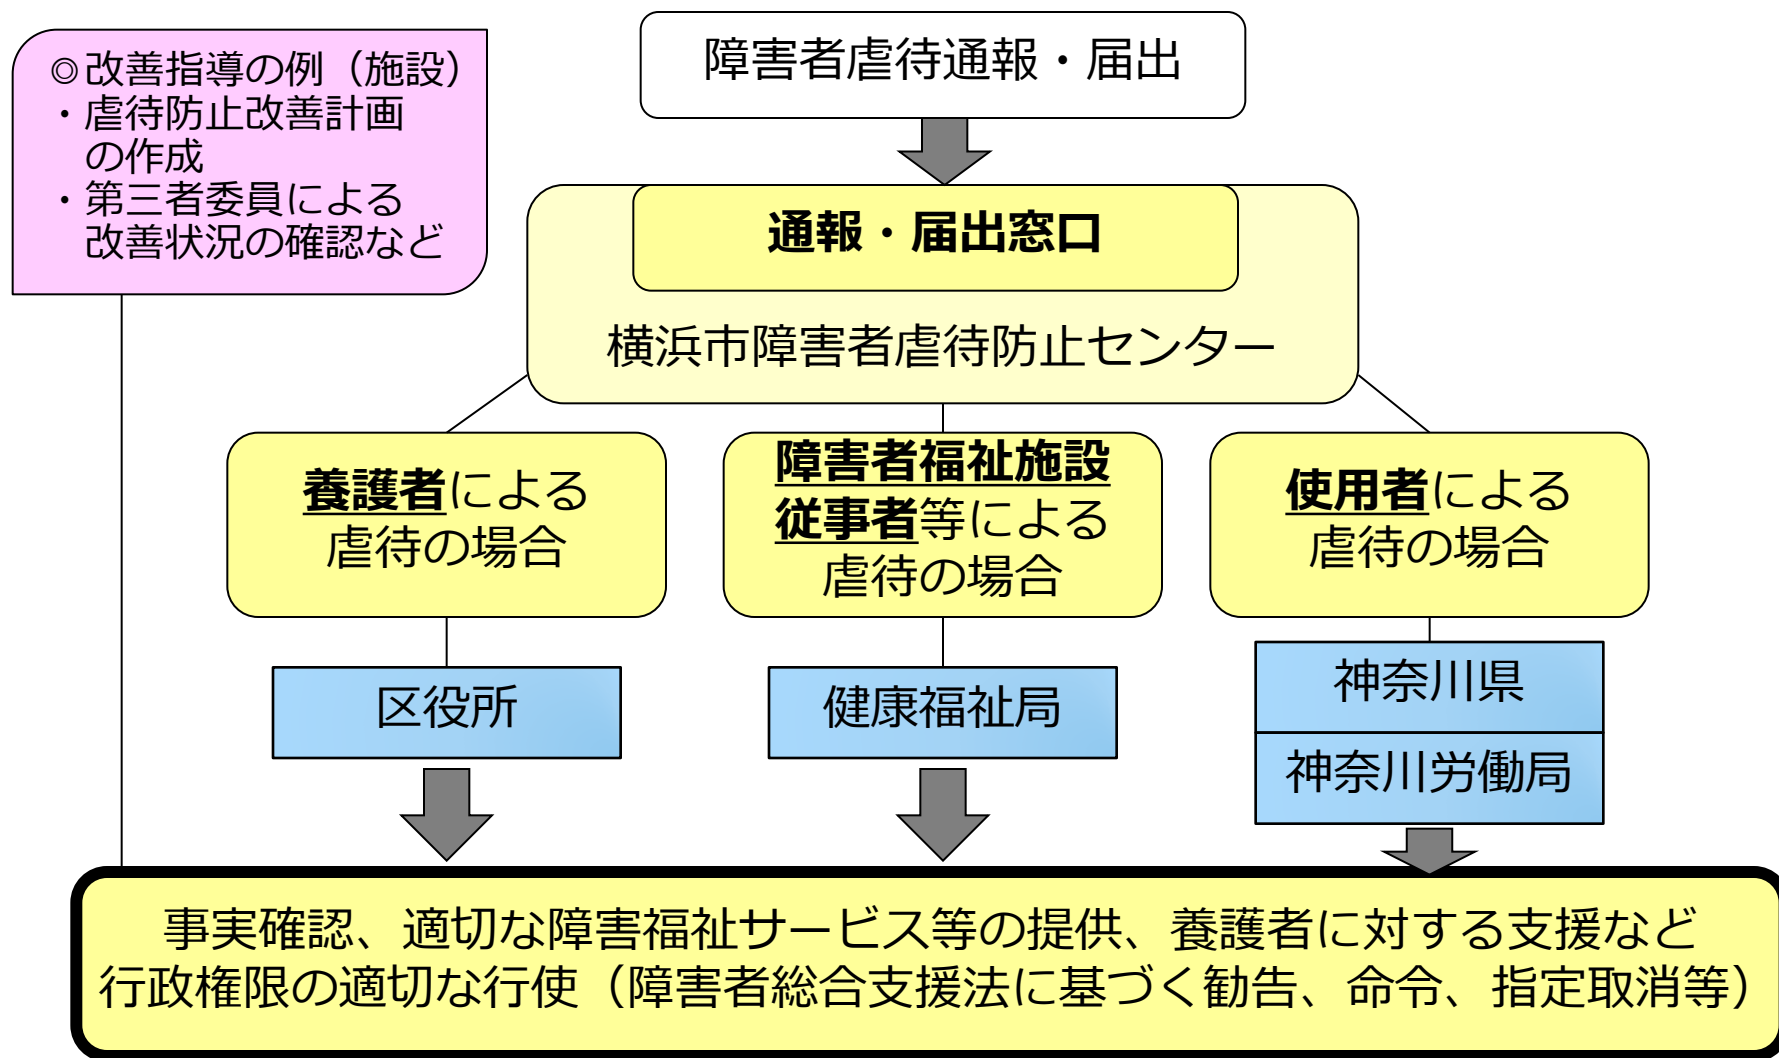 ◎改善指導の例（施設）
・虐待防止改善計画
の作成
・第三者委員による
改善状況の確認など
障害者虐待通報・届出
通報・届出窓口
横浜市障害者虐待防止センター
養護者による
虐待の場合
障害者福祉施設
従事者等による
虐待の場合
使用者による
虐待の場合
区役所
健康福祉局
神奈川県
神奈川労働局
事実確認、適切な障害福祉サービス等の提供、養護者に対する支援など
行政権限の適切な行使（障害者総合支援法に基づく勧告、命令、指定取消等）